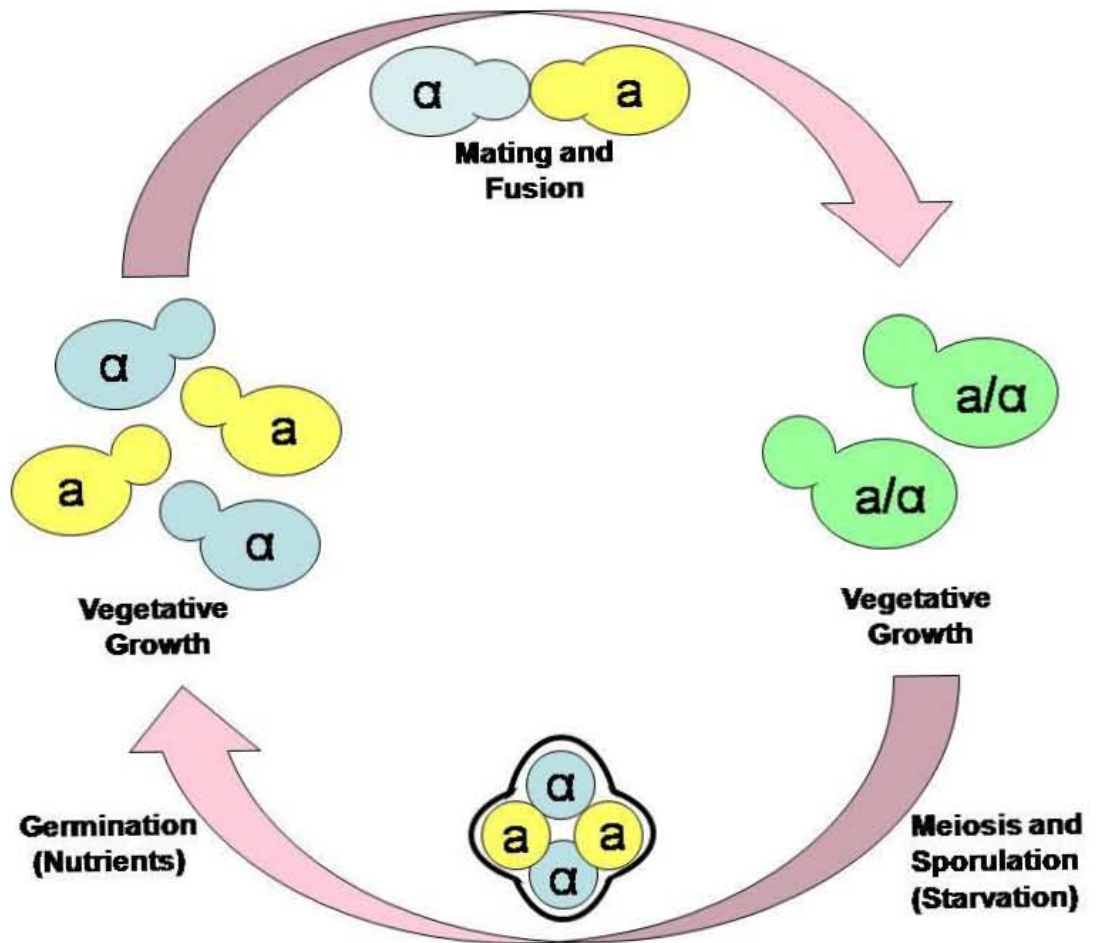 α a
Mating and
Fusion
α
a
a
α
Vegetative
Growth
a/α
a/α
Vegetative
Growth
α
a a
α
Germination
(Nutrients)
Meiosis and
Sporulation
(Starvation)